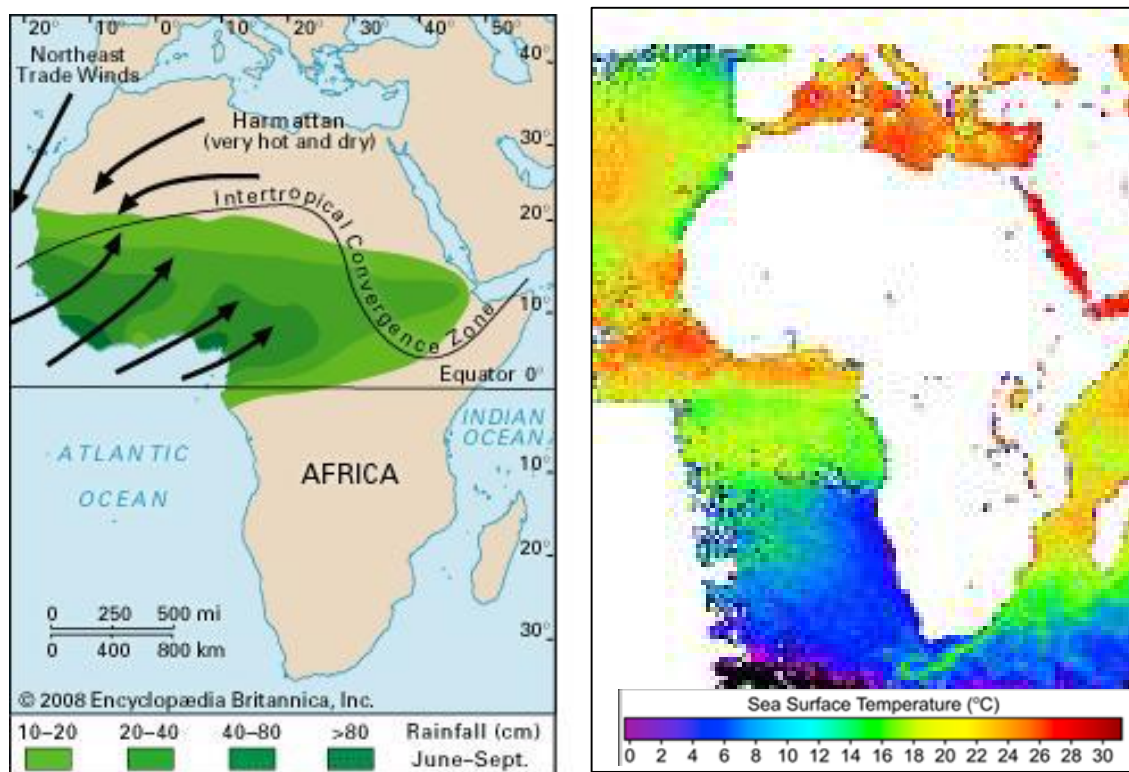 20° 10° 0° 10° 20° 30° 40° 50°
Northeast
Trade Winds
40°
Harmattan
(very hot and dry)
30°
Intertropical Convergence Zone
20°
10°
Equator 0°
INDIAN
OCEAN
ATLANTIC
OCEAN
AFRICA
10°
20°
0 250 500 mi
0 400 800 km
30°
© 2008 Encyclopædia Britannica, Inc.
10–20 20–40 40–80 >80 Rainfall (cm)
June–Sept.
Sea Surface Temperature (ºC)
0 2 4 6 8 10 12 14 16 18 20 22 24 26 28 30